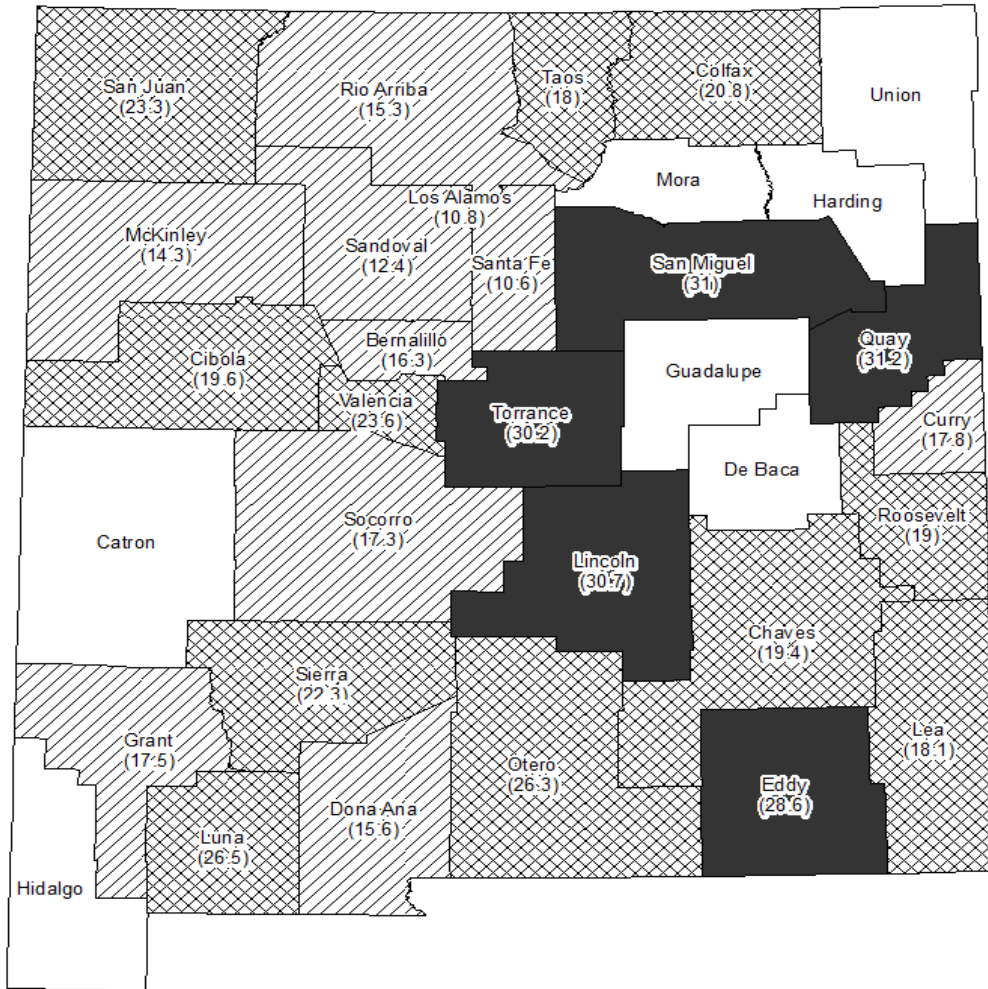 San Juan
(23.3)
Rio Arriba
(15.3)
Taos
(18)
Colfax
(20.8)
Union
Mora
Harding
Los Alamos
(10.8)
McKinley
(14.3)
Sandoval
(12.4)
Santa Fe
(10.6)
San Miguel
(31)
Quay
(31.2)
Bernalillo
(16.3)
Cibola
(19.6)
Guadalupe
Valencia
(23.6)
Torrance
(30.2)
Curry
(17.8)
De Baca
Socorro
(17.3)
Roosevelt
(19)
Catron
Lincoln
(30.7)
Chaves
(19.4)
Sierra
(22.3)
Grant
(17.5)
Lea
(18.1)
Otero
(26.3)
Eddy
(28.6)
Dona Ana
(15.6)
Luna
(26.5)
Hidalgo